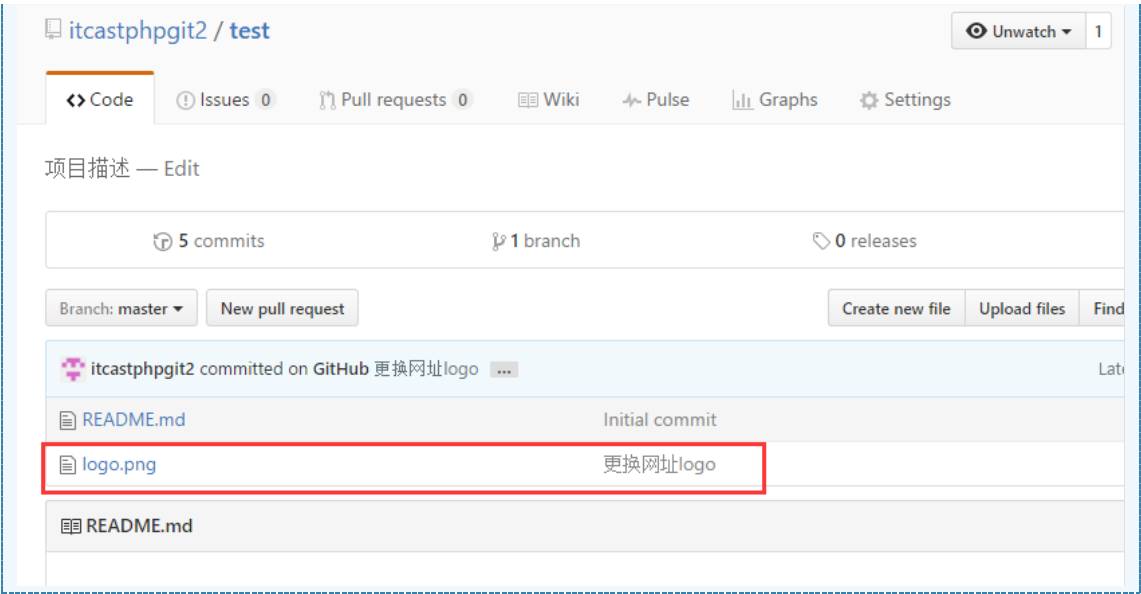 itcastphpgit2 / test
Unwatch 1
Code Issues 0 Pull requests 0 Wiki Pulse Graphs Settings
项目描述 — Edit
5 commits 1 branch 0 releases
Branch: master New pull request Create new file Upload files Find
itcastphpgit2 committed on GitHub 更换网址logo ...
README.md Initial commit
logo.png 更换网址logo
README.md